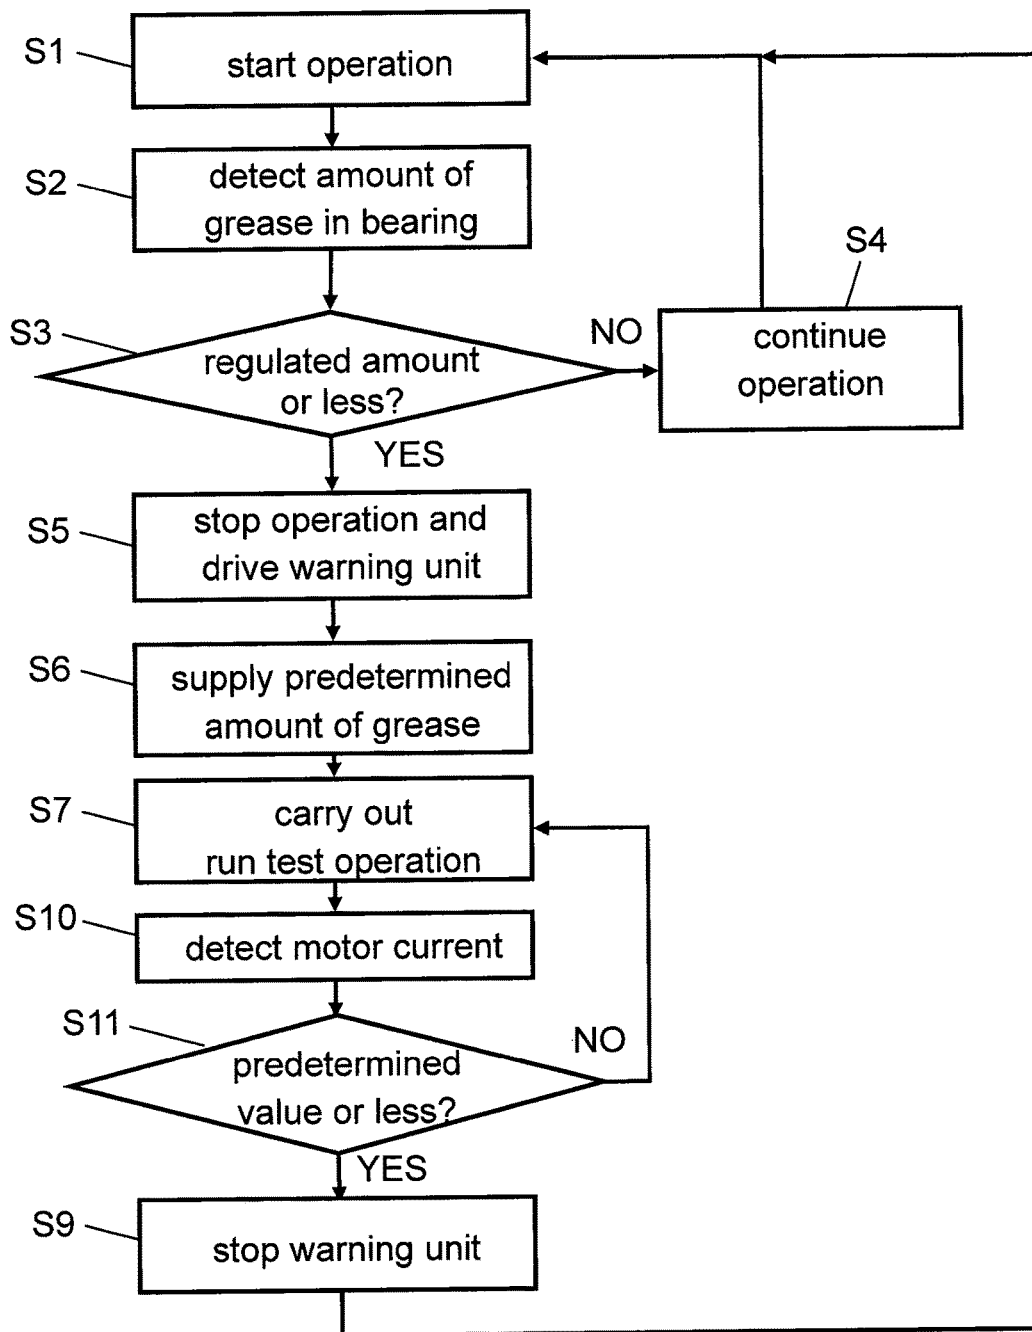 S1
start operation
S2
detect amount of
grease in bearing
S4
S3
regulated amount
or less?
NO
continue
operation
YES
S5
stop operation and
drive warning unit
S6
supply predetermined
amount of grease
S7
carry out
run test operation
S10
detect motor current
S11
predetermined
value or less?
NO
YES
S9
stop warning unit